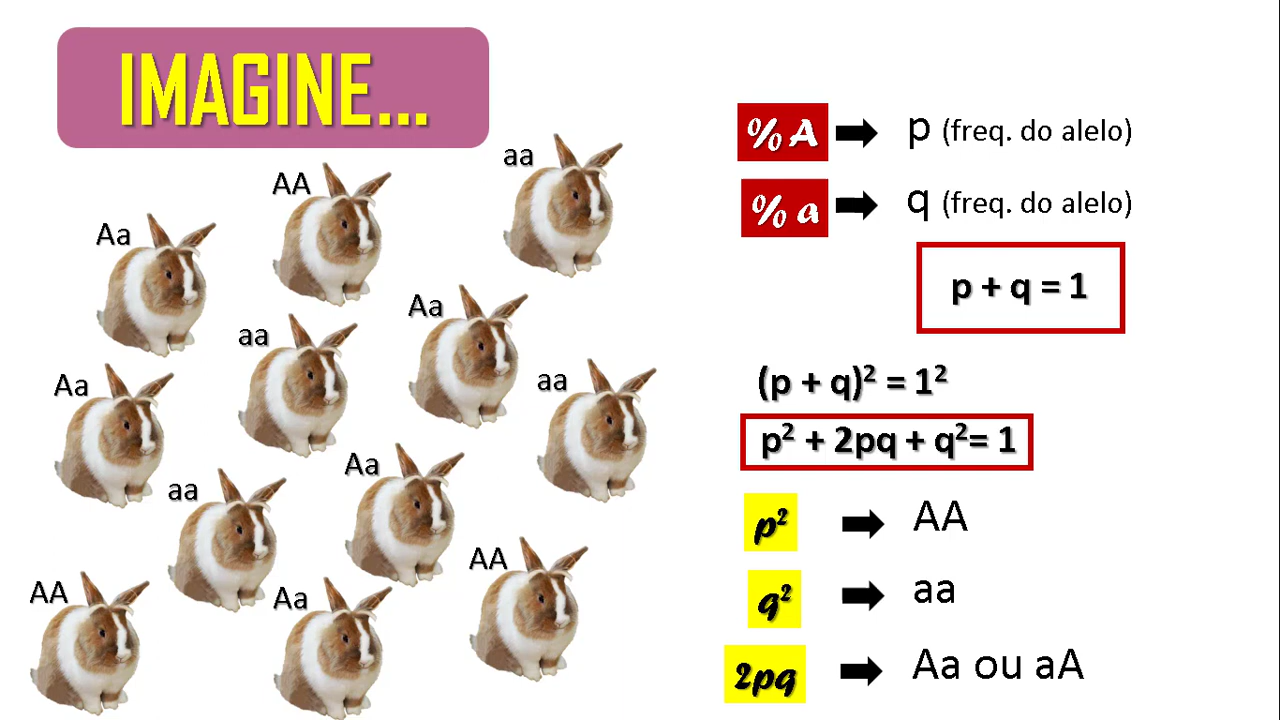 IMAGINE...
aa
AA
Aa
Aa
aa
Aa
aa
Aa
aa
AA
AA
Aa
%A p (freq. do alelo)
%a q (freq. do alelo)
p + q = 1
(p + q)² = 1²
p² + 2pq + q²= 1
p² AA
q² aa
2pq Aa ou aA